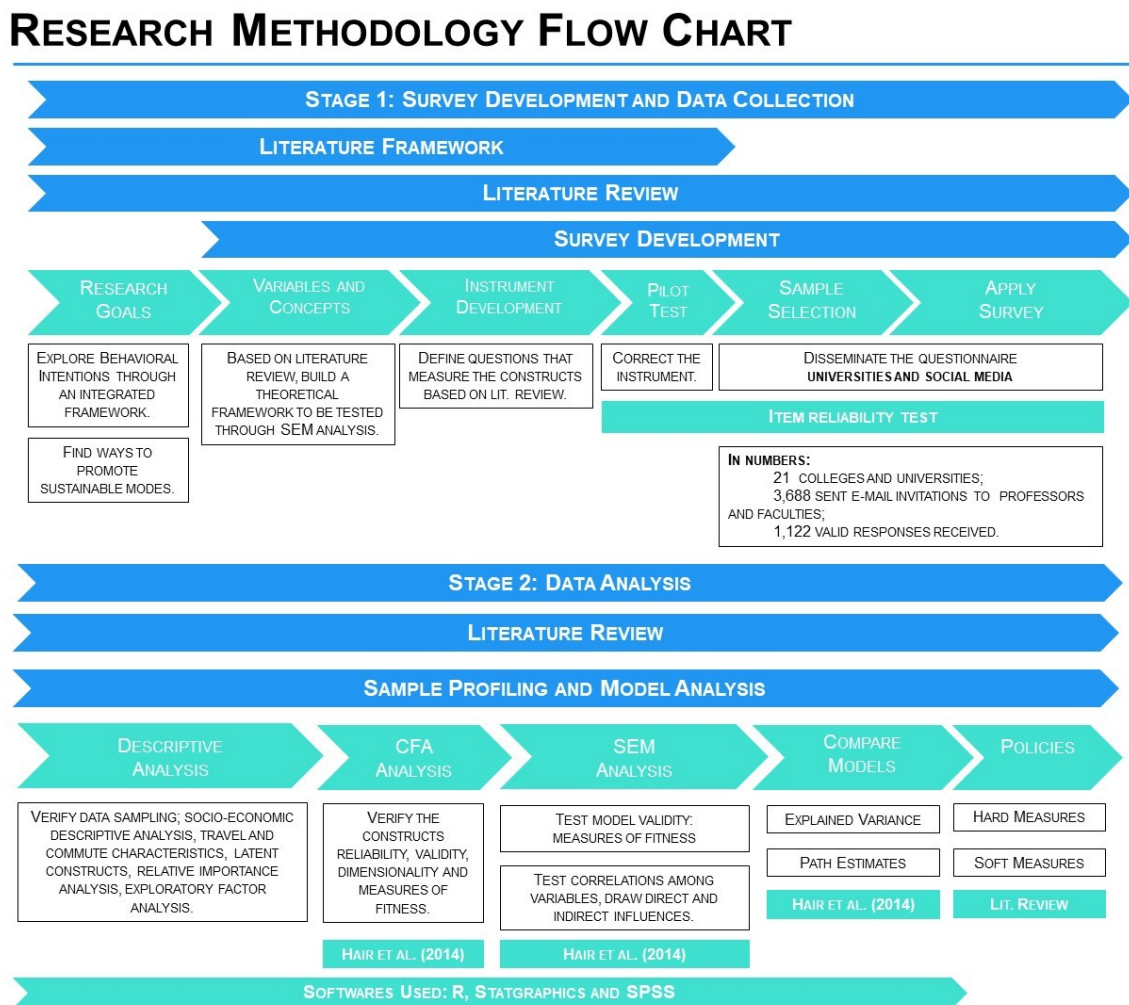 RESEARCH METHODOLOGY FLOW CHART
STAGE 1: SURVEY DEVELOPMENT AND DATA COLLECTION
LITERATURE FRAMEWORK
LITERATURE REVIEW
SURVEY DEVELOPMENT
RESEARCH
GOALS
VARIABLES AND
CONCEPTS
INSTRUMENT
DEVELOPMENT
PILOT
TEST
SAMPLE
SELECTION
APPLY
SURVEY
EXPLORE BEHAVIORAL
INTENTIONS THROUGH
AN INTEGRATED
FRAMEWORK.
FIND WAYS TO
PROMOTE
SUSTAINABLE MODES.
BASED ON LITERATURE
REVIEW, BUILD A
THEORETICAL
FRAMEWORK TO BE TESTED
THROUGH SEM ANALYSIS.
DEFINE QUESTIONS THAT
MEASURE THE CONSTRUCTS
BASED ON LIT. REVIEW.
CORRECT THE
INSTRUMENT.
DISSEMINATE THE QUESTIONNAIRE
UNIVERSITIES AND SOCIAL MEDIA
ITEM RELIABILITY TEST
IN NUMBERS:
21 COLLEGES AND UNIVERSITIES;
3,688 SENT E-MAIL INVITATIONS TO PROFESSORS
AND FACULTIES;
1,122 VALID RESPONSES RECEIVED.
STAGE 2: DATA ANALYSIS
LITERATURE REVIEW
SAMPLE PROFILING AND MODEL ANALYSIS
DESCRIPTIVE
ANALYSIS
CFA
ANALYSIS
SEM
ANALYSIS
COMPARE
MODELS
POLICIES
VERIFY DATA SAMPLING; SOCIO-ECONOMIC
DESCRIPTIVE ANALYSIS, TRAVEL AND
COMMUTE CHARACTERISTICS, LATENT
CONSTRUCTS, RELATIVE IMPORTANCE
ANALYSIS, EXPLORATORY FACTOR
ANALYSIS.
VERIFY THE
CONSTRUCTS
RELIABILITY, VALIDITY,
DIMENSIONALITY AND
MEASURES OF
FITNESS.
HAIR ET AL. (2014)
TEST MODEL VALIDITY:
MEASURES OF FITNESS
TEST CORRELATIONS AMONG
VARIABLES, DRAW DIRECT AND
INDIRECT INFLUENCES.
HAIR ET AL. (2014)
EXPLAINED VARIANCE
PATH ESTIMATES
HAIR ET AL. (2014)
HARD MEASURES
SOFT MEASURES
LIT. REVIEW
SOFTWARES USED: R, STATGRAPHICS AND SPSS